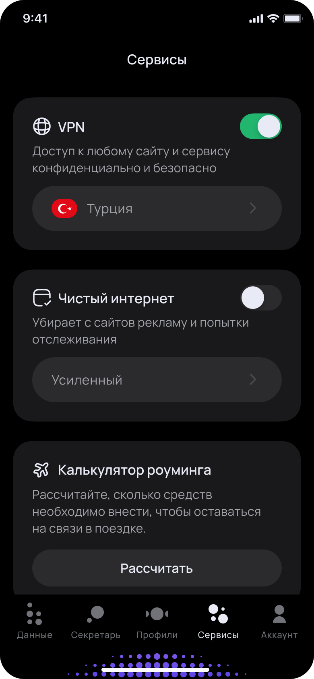 9:41
Сервисы
VPN
Доступ к любому сайту и сервису
конфиденциально и безопасно
Турция
Чистый интернет
Убирает с сайтов рекламу и попытки
отслеживания
Усиленный
Калькулятор роуминга
Рассчитайте, сколько средств
необходимо внести, чтобы оставаться
на связи в поездке.
Рассчитать
Данные Секретарь Профили Сервисы Аккаунт